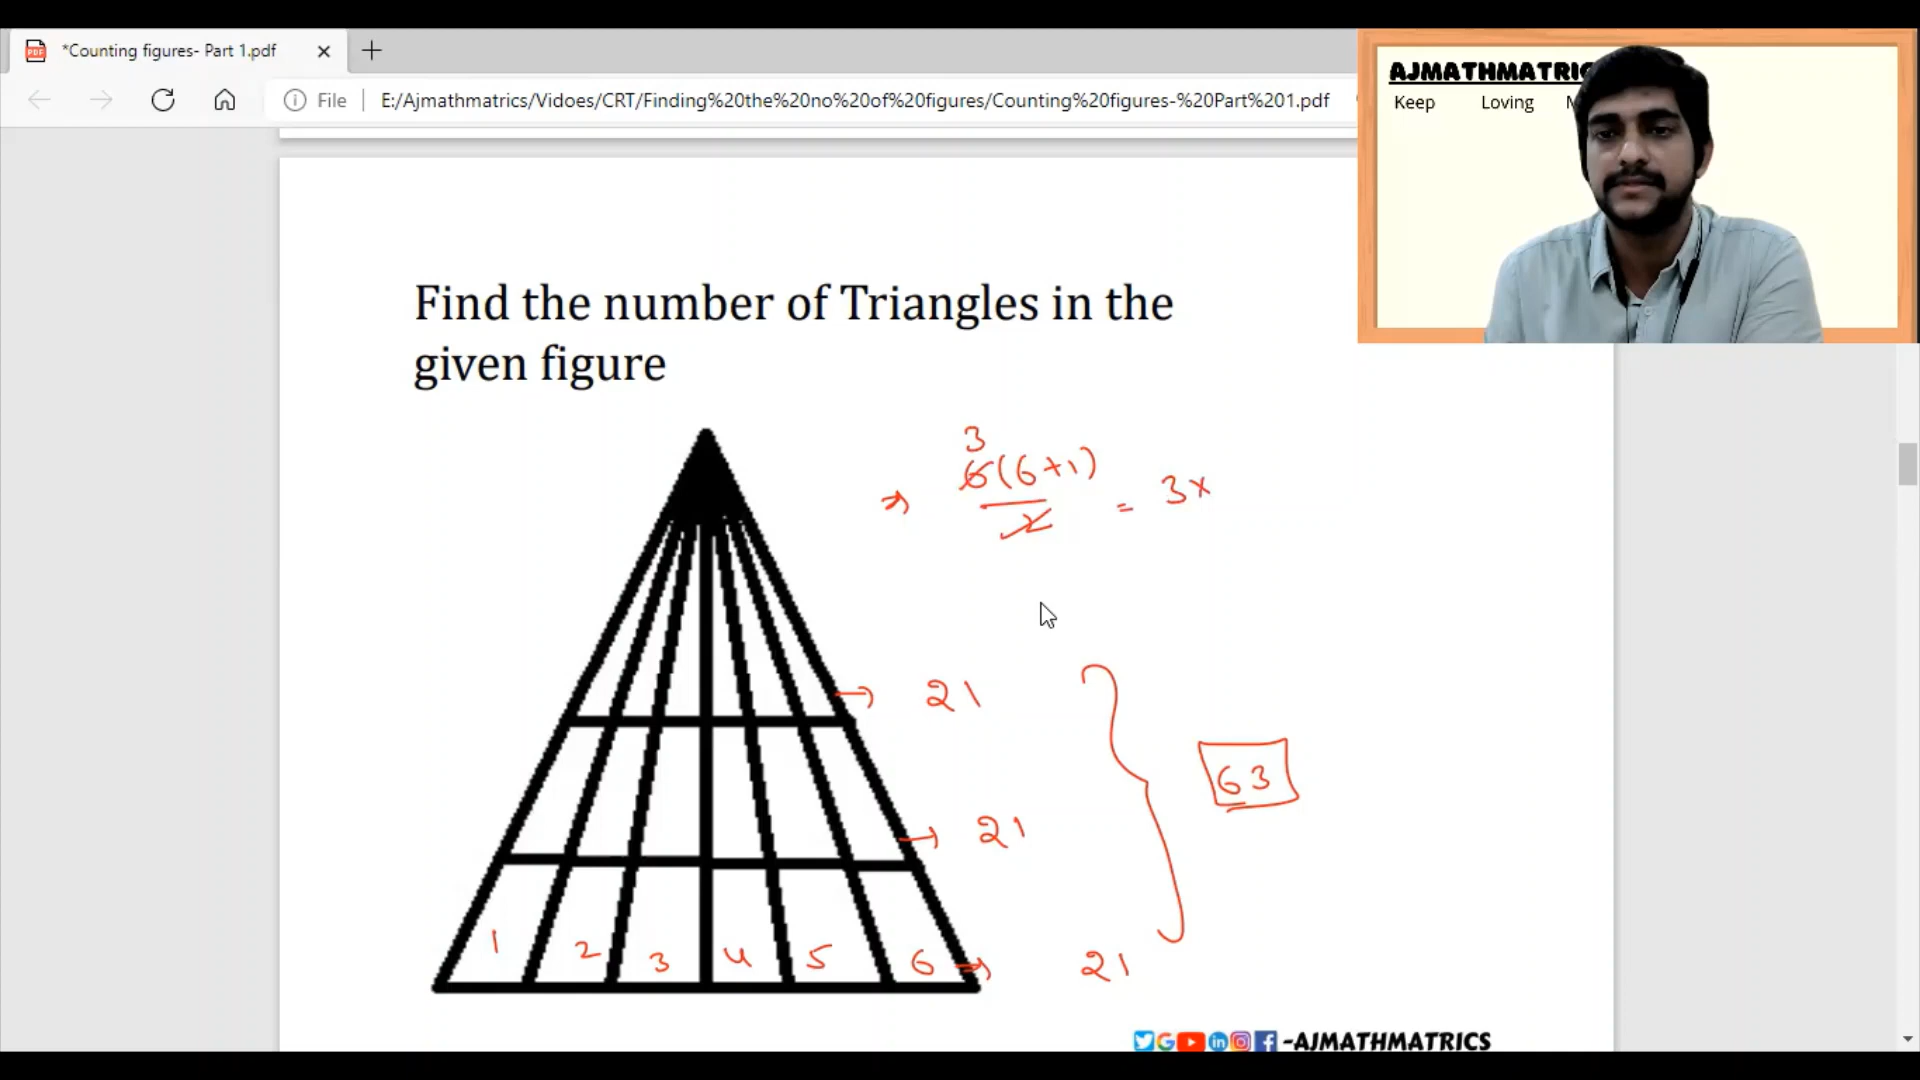 *Counting figures- Part 1.pdf
File
E:/Ajmathmatrics/Vidoes/CRT/Finding%20the%20no%20of%20figures/Counting%20figures-%20Part%201.pdf
Keep Loving
Find the number of Triangles in the
given figure
3
6(6+1)
2
= 3x
21
21
63
1 2 3 4 5 6
21
-AJMATHMATRICS